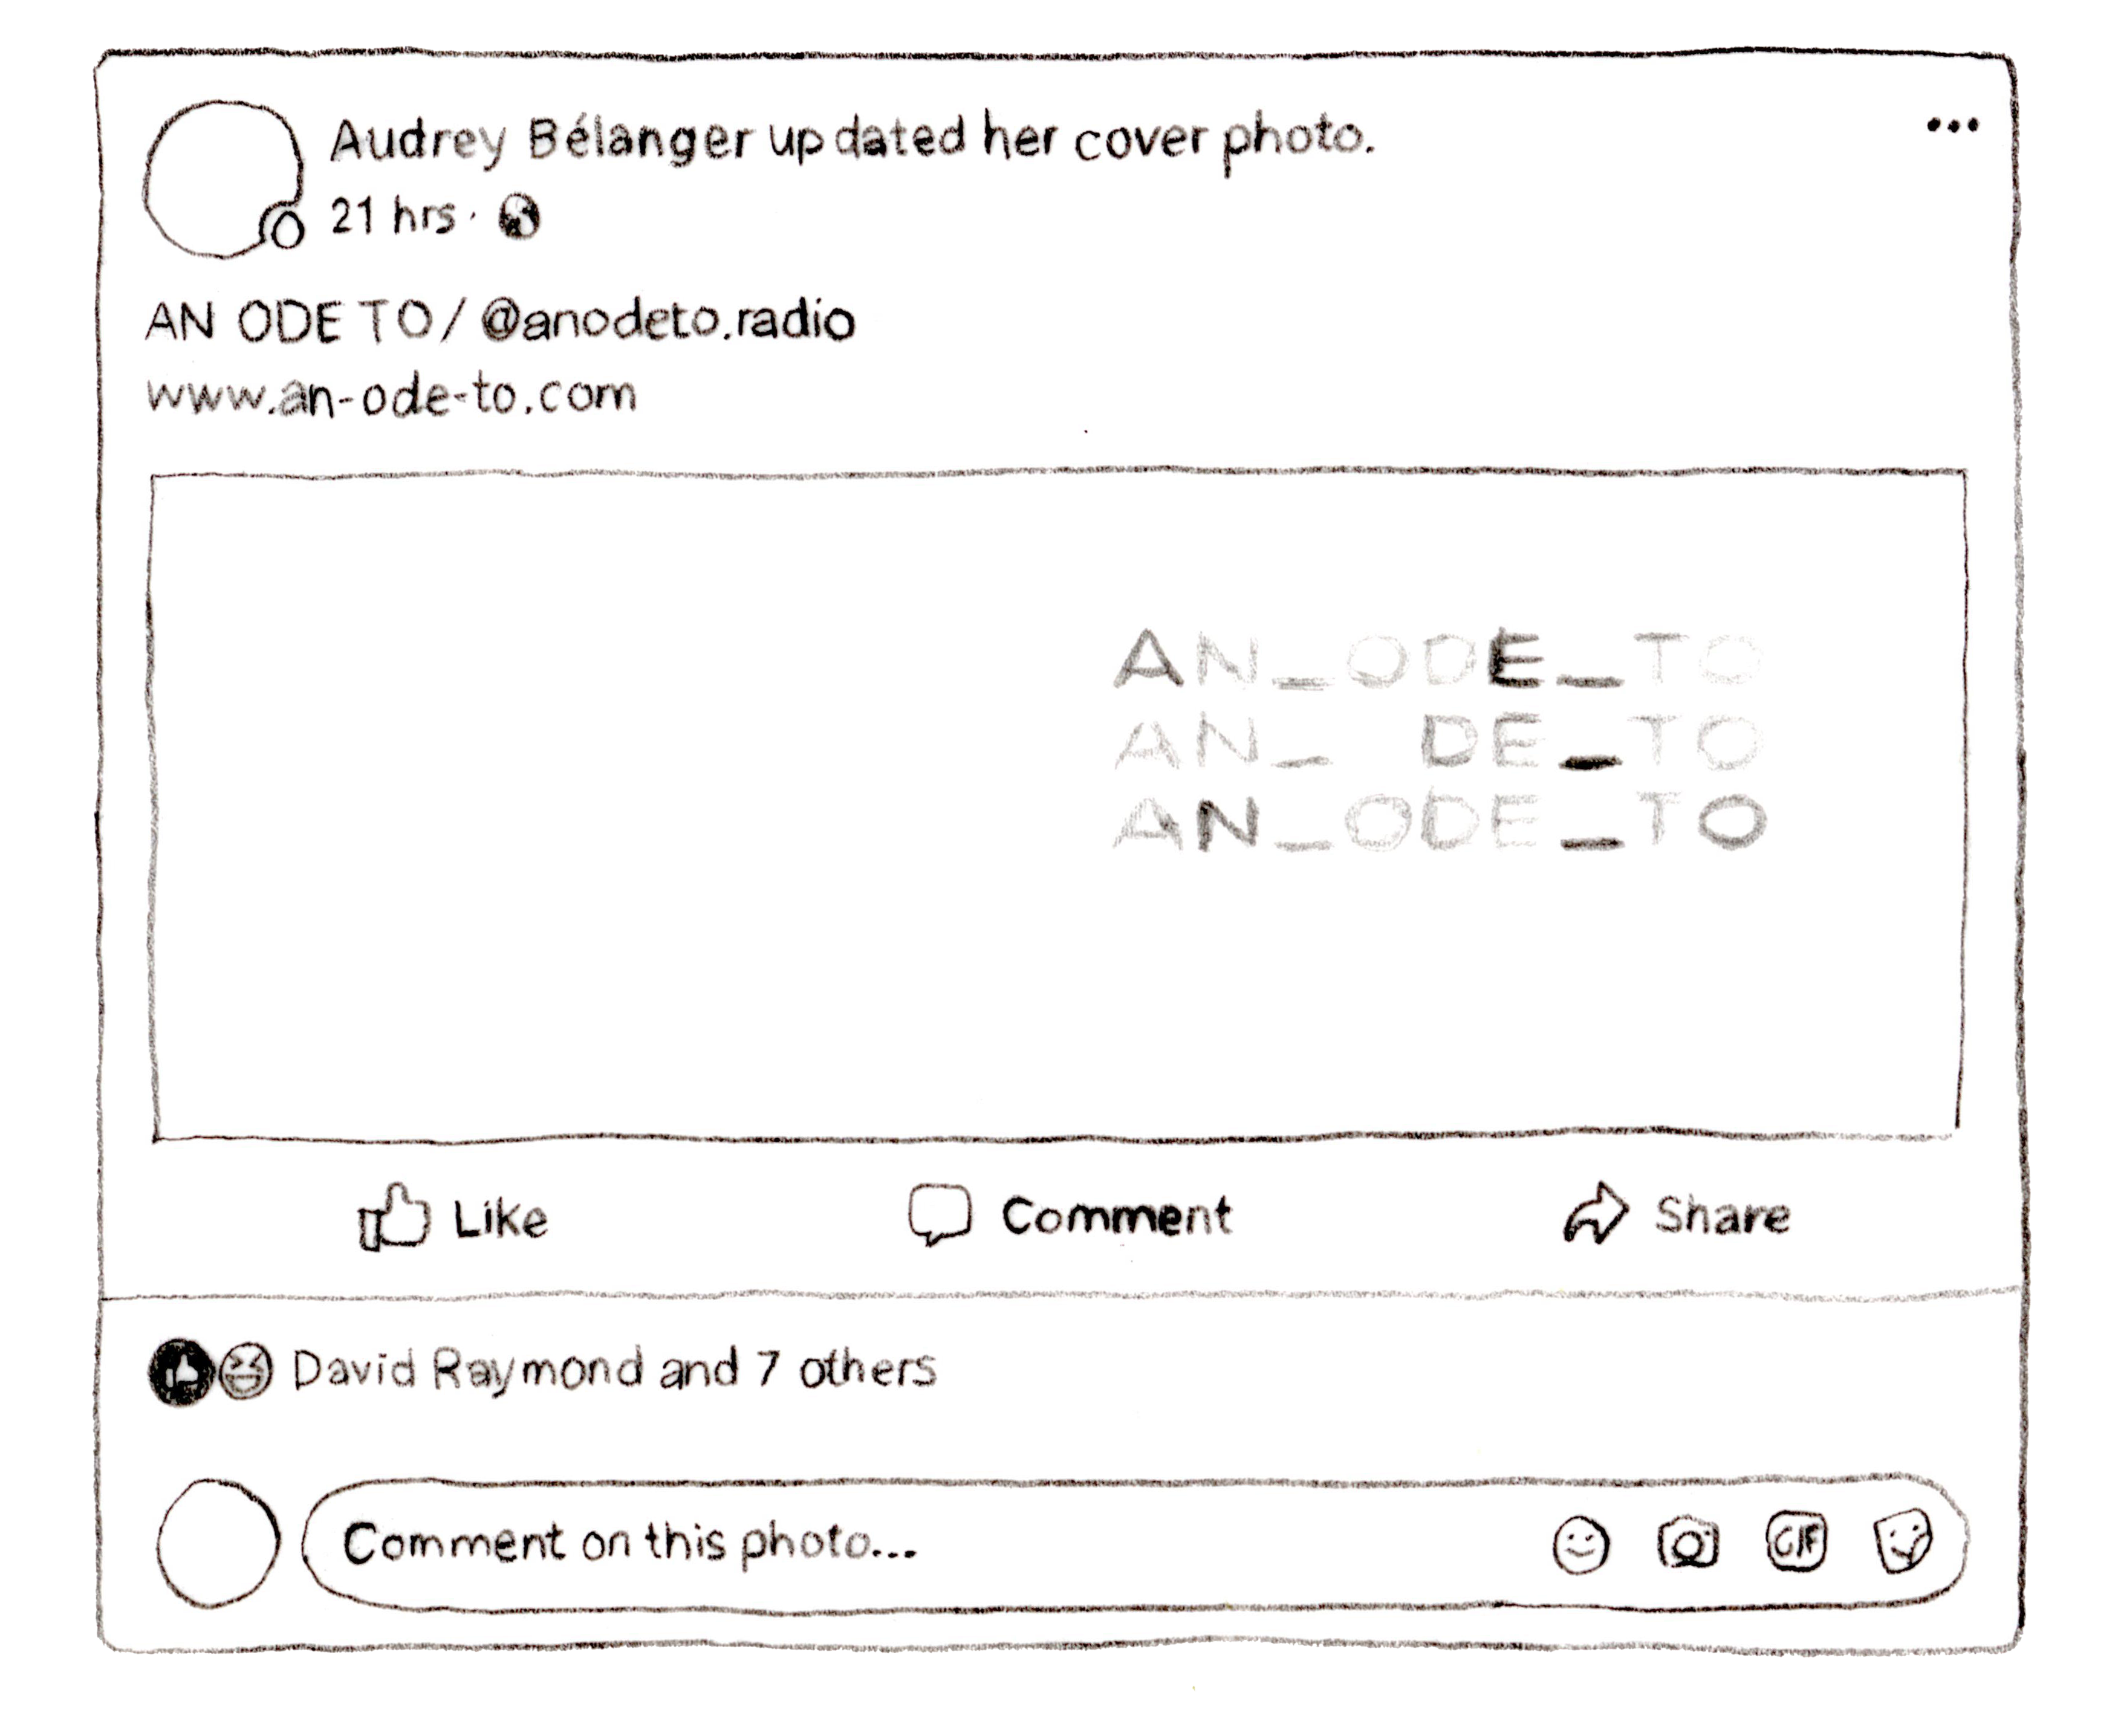 Audrey Bélanger updated her cover photo.
21 hrs ·
AN ODE TO / @anodeto.radio
www.an-ode-to.com
AN_ODE_TO
AN_ DE_TO
AN_ODE_TO
Like
Comment
Share
David Raymond and 7 others
Comment on this photo...
GIF